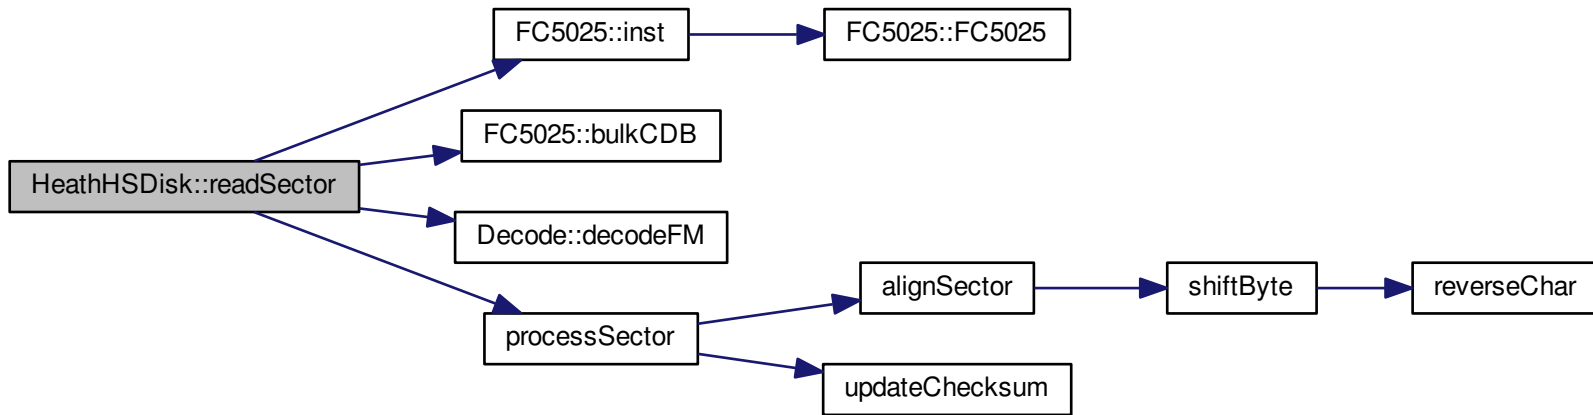 FC5025::inst
FC5025::FC5025
FC5025::bulkCDB
HeathHSDisk::readSector
Decode::decodeFM
alignSector
shiftByte
reverseChar
processSector
updateChecksum